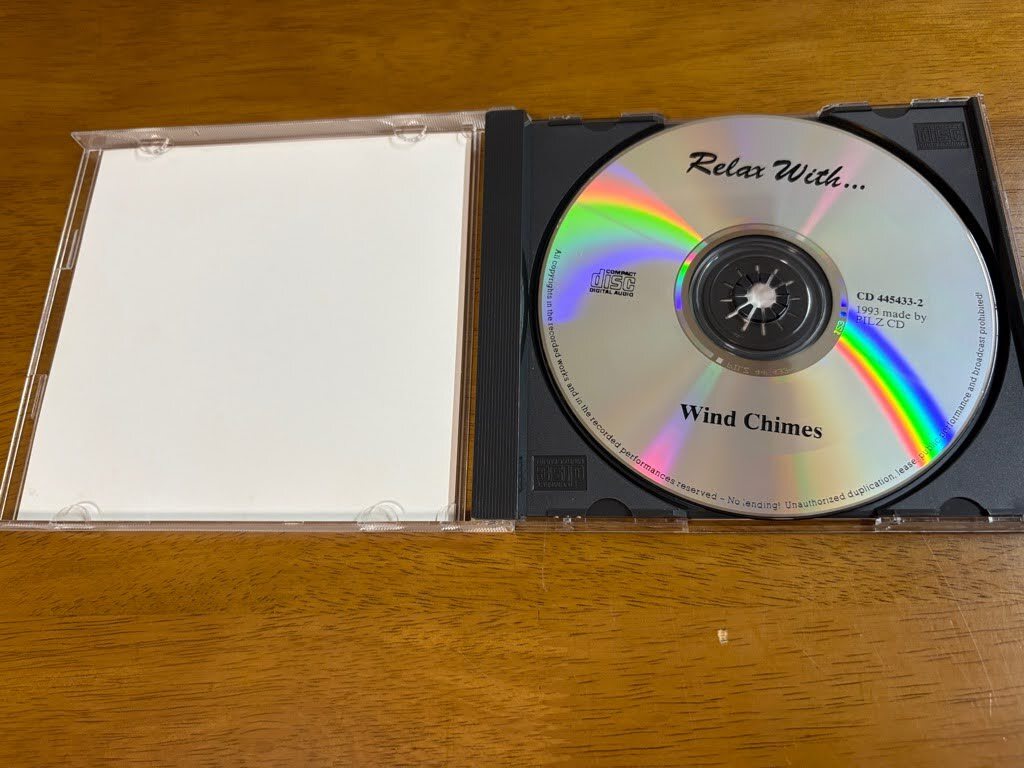 Relax With...
COMPACT
disc
DIGITAL AUDIO
CD 445433-2
1993 made by
PILZ CD
Wind Chimes
All copyrights in the recorded works and in the recorded performances reserved – No lending! Unauthorized duplication, lease, public performance and broadcast prohibited!